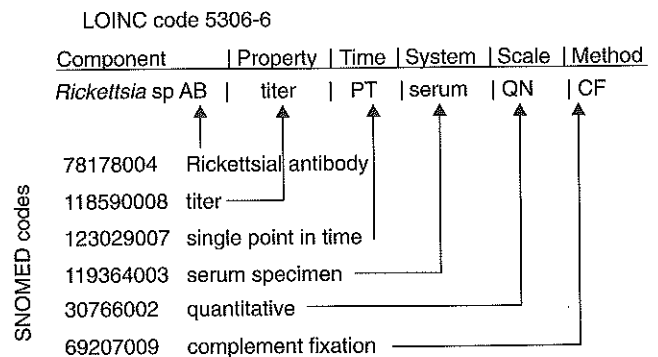 LOINC code 5306-6
Component | Property | Time | System | Scale | Method
Rickettsia sp AB | titer | PT | serum | QN | CF
78178004 Rickettsial antibody
118590008 titer
123029007 single point in time
119364003 serum specimen
30766002 quantitative
69207009 complement fixation
SNOMED codes